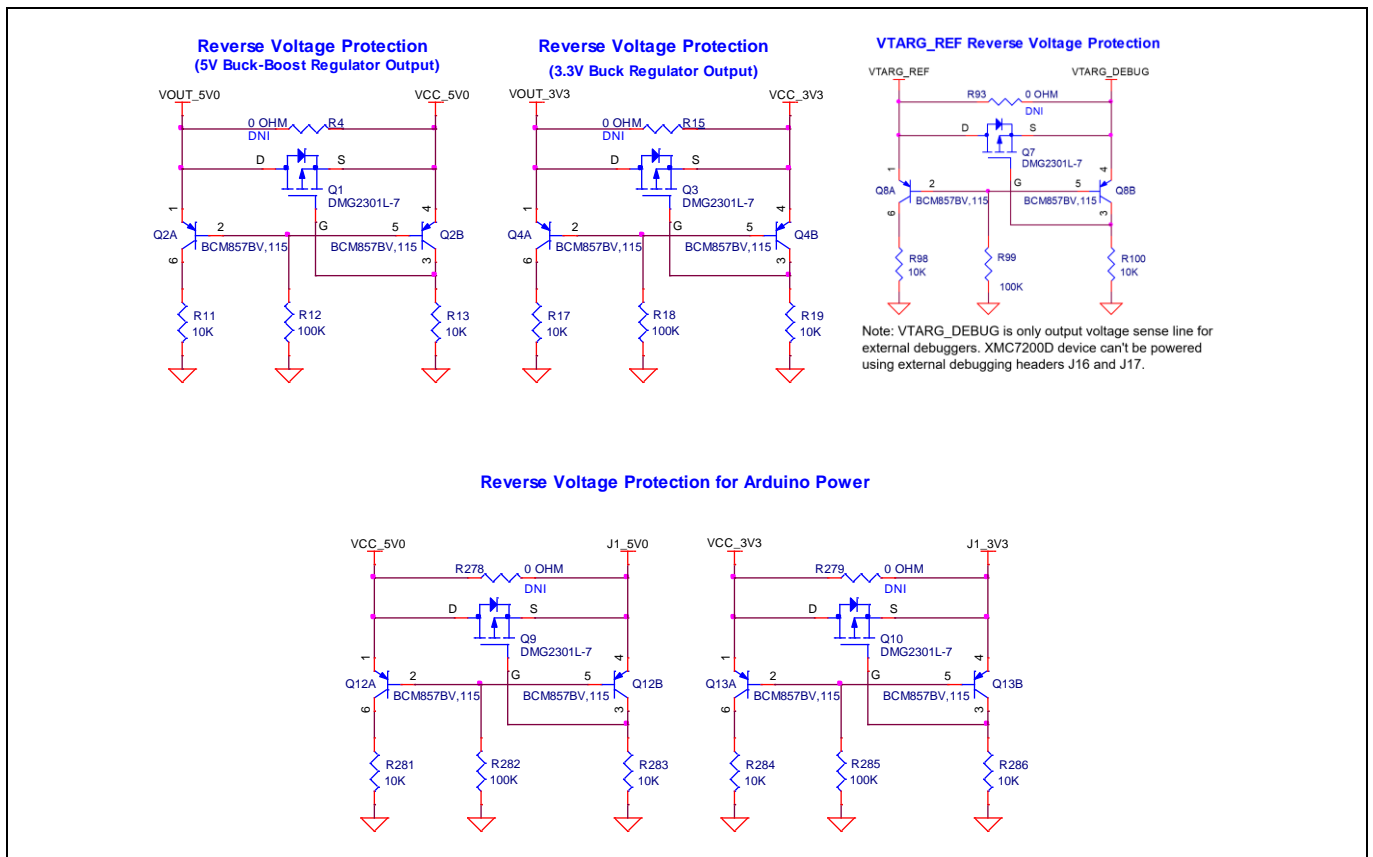 Reverse Voltage Protection
(5V Buck-Boost Regulator Output)
VOUT_5V0
VCC_5V0
0 OHM
R4
DNI
D
S
Q1
DMG2301L-7
1
4
Q2A
2
G
5
Q2B
BCM857BV,115
BCM857BV,115
6
3
R11
10K
R12
100K
R13
10K
Reverse Voltage Protection
(3.3V Buck Regulator Output)
VOUT_3V3
VCC_3V3
0 OHM
R15
DNI
D
S
Q3
DMG2301L-7
1
4
Q4A
2
G
5
Q4B
BCM857BV,115
BCM857BV,115
6
3
R17
10K
R18
100K
R19
10K
VTARG_REF Reverse Voltage Protection
VTARG_REF
VTARG_DEBUG
R93
0 OHM
DNI
D
S
Q7
DMG2301L-7
1
4
Q8A
2
G
5
Q8B
BCM857BV,115
BCM857BV,115
6
3
R98
10K
R99
100K
R100
10K
Note: VTARG_DEBUG is only output voltage sense line for
external debuggers. XMC7200D device can't be powered
using external debugging headers J16 and J17.
Reverse Voltage Protection for Arduino Power
VCC_5V0
J1_5V0
R278
0 OHM
DNI
D
S
Q9
DMG2301L-7
1
4
Q12A
2
G
5
Q12B
BCM857BV,115
BCM857BV,115
6
3
R281
10K
R282
100K
R283
10K
VCC_3V3
J1_3V3
R279
0 OHM
DNI
D
S
Q10
DMG2301L-7
1
4
Q13A
2
G
5
Q13B
BCM857BV,115
BCM857BV,115
6
3
R284
10K
R285
100K
R286
10K